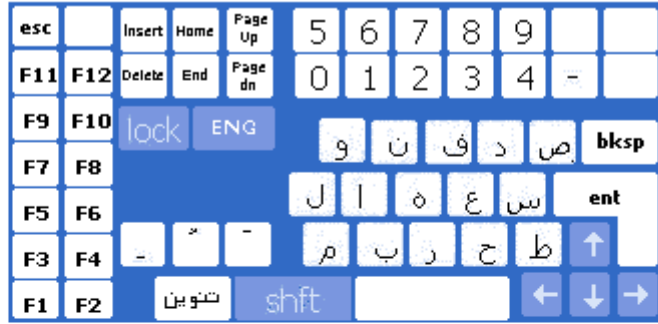 esc Insert Home Page Up 5 6 7 8 9
F11 F12 Delete End Page dn 0 1 2 3 4 -
F9 F10 lock ENG
و ن ف د ص bksp
F7 F8
ل ا ه ع س ent
F5 F6
F3 F4 م ب ر ح ط ↑
F1 F2 تنوين shft ← ↓ →